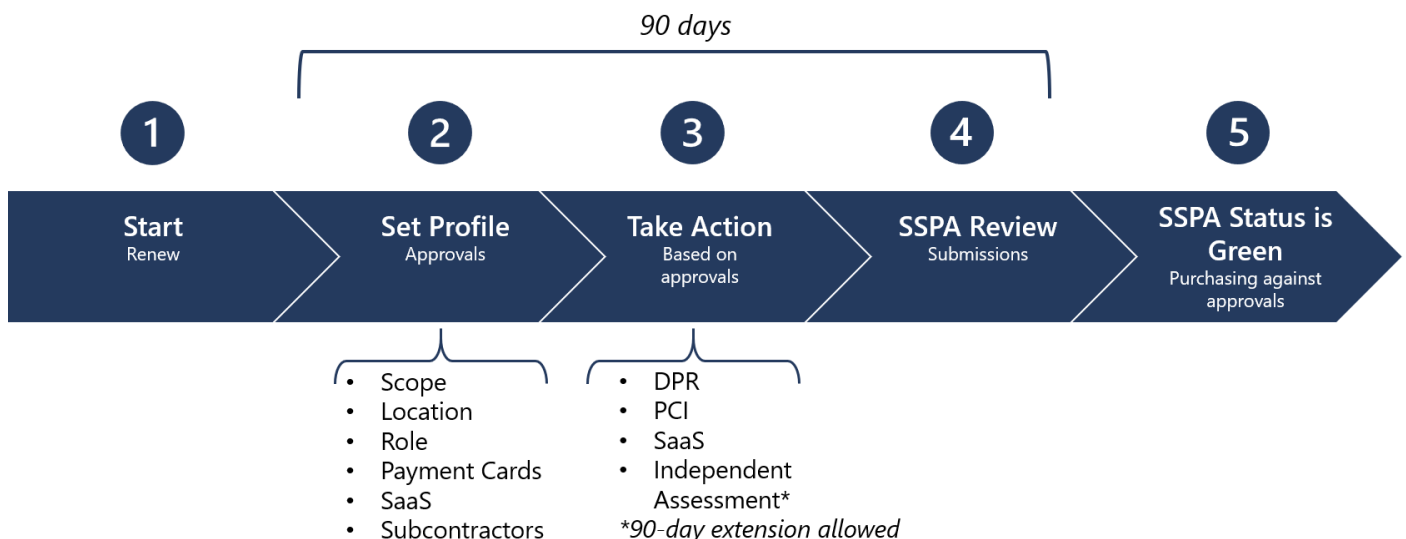 90 days
1
2
3
4
5
Start
Renew
Set Profile
Approvals
Take Action
Based on
approvals
SSPA Review
Submissions
SSPA Status is
Green
Purchasing against
approvals
• Scope
• Location
• Role
• Payment Cards
• SaaS
• Subcontractors
• DPR
• PCI
• SaaS
• Independent
Assessment*
*90-day extension allowed